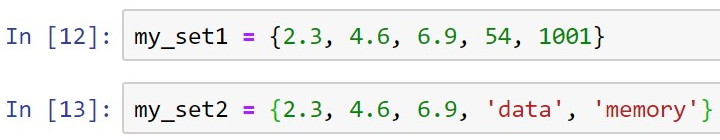 In [12]: my_set1 = {2.3, 4.6, 6.9, 54, 1001}
In [13]: my_set2 = {2.3, 4.6, 6.9, 'data', 'memory'}